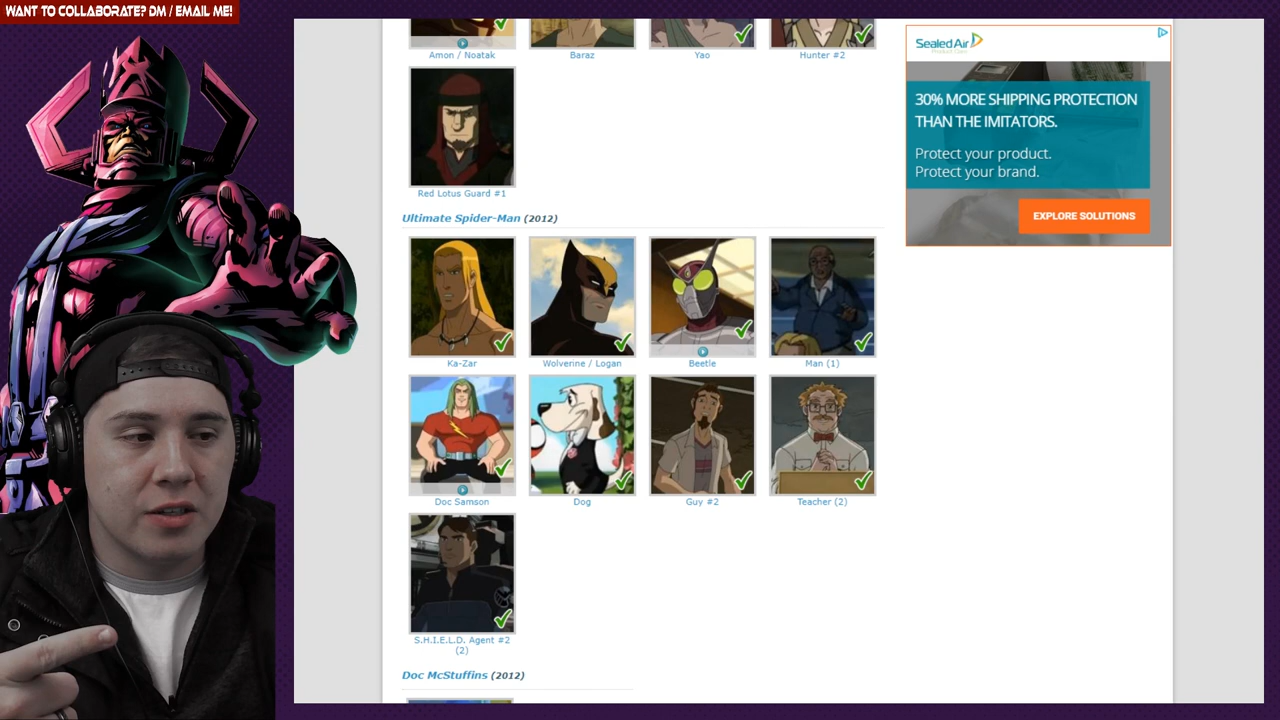 WANT TO COLLABORATE? DM / EMAIL ME!
Amon / Noatak
Baraz
Yao
Hunter #2
Red Lotus Guard #1
Ultimate Spider-Man (2012)
Ka-Zar
Wolverine / Logan
Beetle
Man (1)
Doc Samson
Dog
Guy #2
Teacher (2)
S.H.I.E.L.D. Agent #2
(2)
Doc McStuffins (2012)
Sealed Air
Product Care
30% MORE SHIPPING PROTECTION
THAN THE IMITATORS.
Protect your product.
Protect your brand.
EXPLORE SOLUTIONS